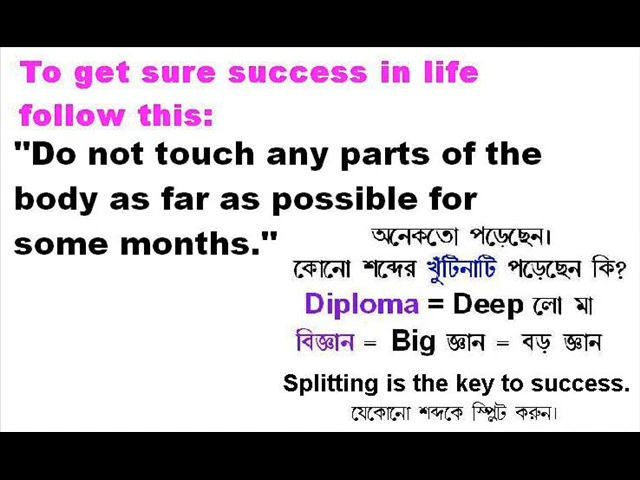 To get sure success in life
follow this:
"Do not touch any parts of the
body as far as possible for
some months."
অনেকতো পড়েছেন।
কোনো শব্দের খুঁটিনাটি পড়েছেন কি?
Diploma = Deep লো মা
বিজ্ঞান = Big জ্ঞান = বড় জ্ঞান
Splitting is the key to success.
যেকোনো শব্দকে স্প্লিট করুন।